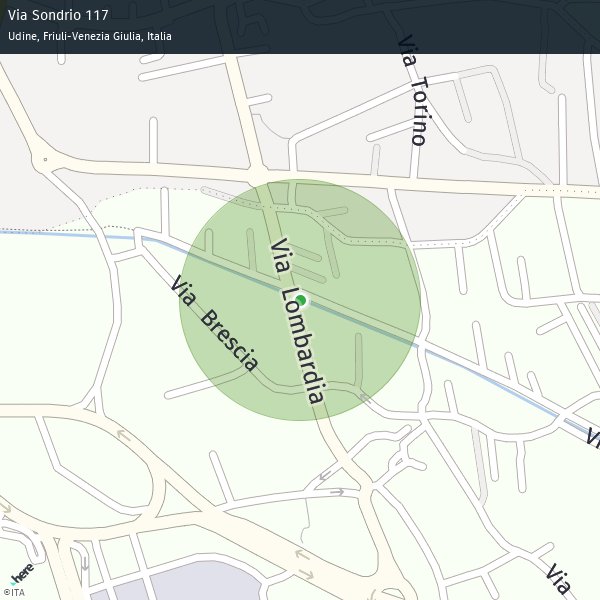 Via Sondrio 117
Udine, Friuli-Venezia Giulia, Italia
Via Torino
Via Lombardia
Via Brescia
Via
here
©ITA